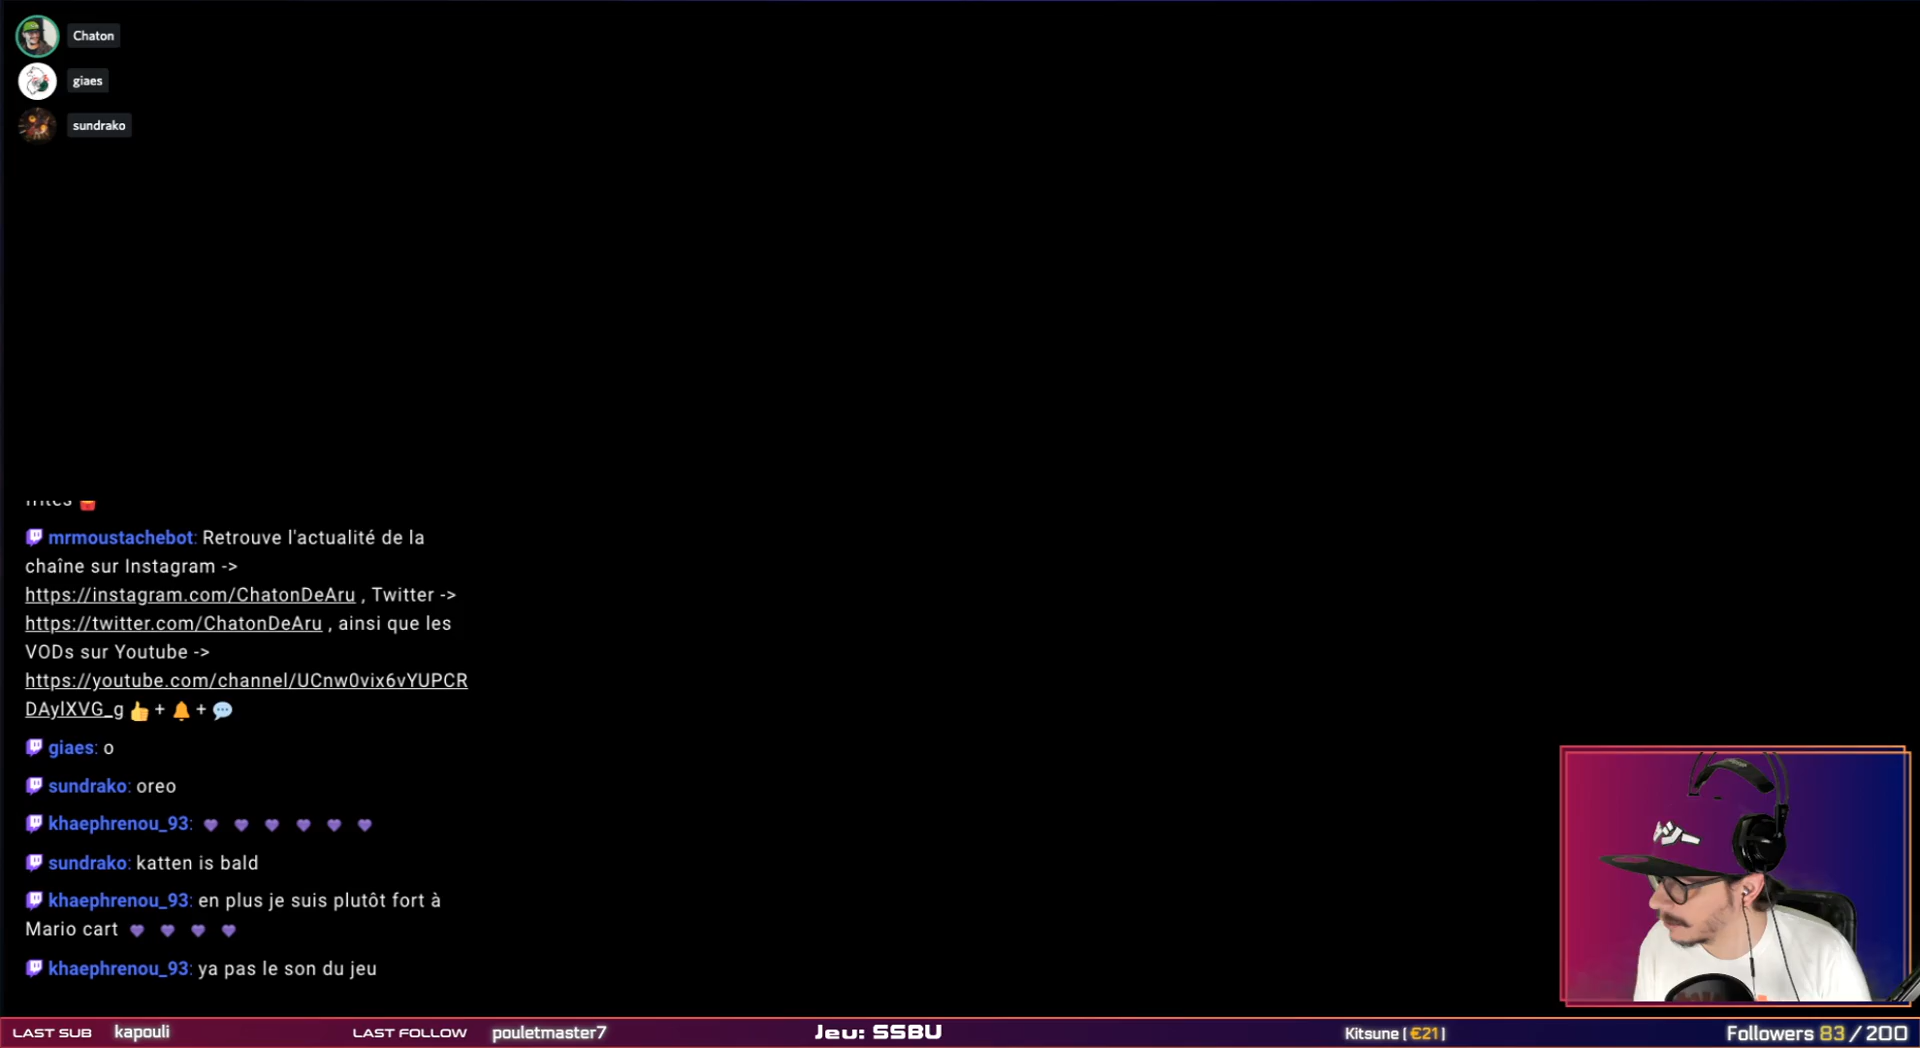 Chaton
giaes
sundrako
frites
mrmoustachebot: Retrouve l'actualité de la
chaîne sur Instagram ->
https://instagram.com/ChatonDeAru , Twitter ->
https://twitter.com/ChatonDeAru , ainsi que les
VODs sur Youtube ->
https://youtube.com/channel/UCnw0vix6vYUPCR
DAylXVG_g 👍 + 🔔 + 💬
giaes: o
sundrako: oreo
khaephrenou_93: 💜 💜 💜 💜 💜 💜
sundrako: katten is bald
khaephrenou_93: en plus je suis plutôt fort à
Mario cart 💜 💜 💜 💜
khaephrenou_93: ya pas le son du jeu
LAST SUB kapouli LAST FOLLOW pouletmaster7 Jeu: SSBU Kitsune [ €21 ] Followers 83 / 200